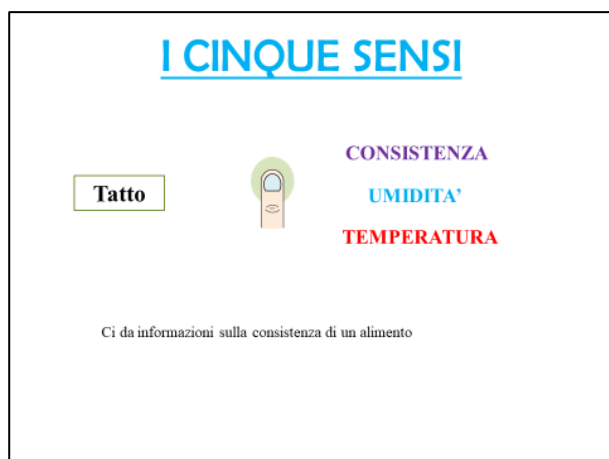 I CINQUE SENSI
Tatto
CONSISTENZA
UMIDITA’
TEMPERATURA
Ci da informazioni sulla consistenza di un alimento